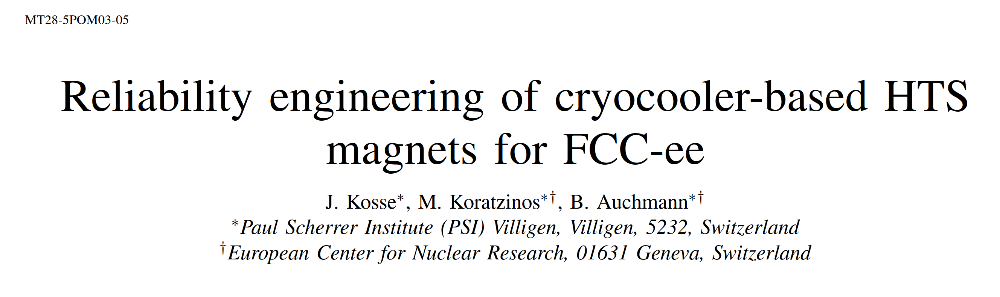 MT28-5POM03-05
Reliability engineering of cryocooler-based HTS
magnets for FCC-ee
J. Kosse*, M. Koratzinos*†, B. Auchmann*†
*Paul Scherrer Institute (PSI) Villigen, Villigen, 5232, Switzerland
†European Center for Nuclear Research, 01631 Geneva, Switzerland